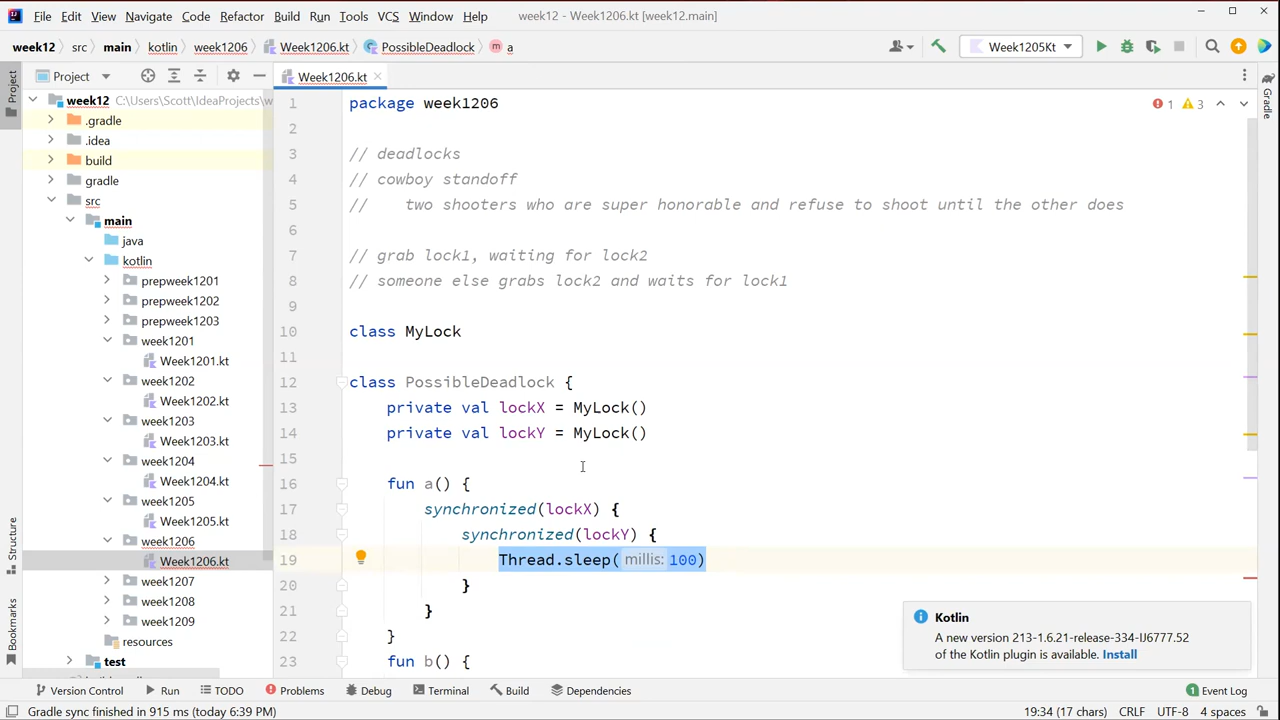 File Edit View Navigate Code Refactor Build Run Tools VCS Window Help week12 - Week1206.kt [week12.main]
week12 src main kotlin week1206 Week1206.kt PossibleDeadlock m a Week1205Kt
Project Project Week1206.kt Gradle
week12 C:\Users\Scott\IdeaProjects\w
.gradle
.idea
build
gradle
src
main
java
kotlin
prepweek1201
prepweek1202
prepweek1203
week1201
Week1201.kt
week1202
Week1202.kt
week1203
Week1203.kt
week1204
Week1204.kt
week1205
Week1205.kt
week1206
Week1206.kt
week1207
week1208
week1209
resources
test
Structure
Bookmarks
1 package week1206 1 3
2
3 // deadlocks
4 // cowboy standoff
5 // two shooters who are super honorable and refuse to shoot until the other does
6
7 // grab lock1, waiting for lock2
8 // someone else grabs lock2 and waits for lock1
9
10 class MyLock
11
12 class PossibleDeadlock {
13 private val lockX = MyLock()
14 private val lockY = MyLock()
15
16 fun a() {
17 synchronized(lockX) {
18 synchronized(lockY) {
19 Thread.sleep( millis: 100)
20 }
21 }
22 }
23 fun b() {
Kotlin
A new version 213-1.6.21-release-334-IJ6777.52
of the Kotlin plugin is available. Install
Version Control Run TODO Problems Debug Terminal Build Dependencies 1 Event Log
Gradle sync finished in 915 ms (today 6:39 PM) 19:34 (17 chars) CRLF UTF-8 4 spaces